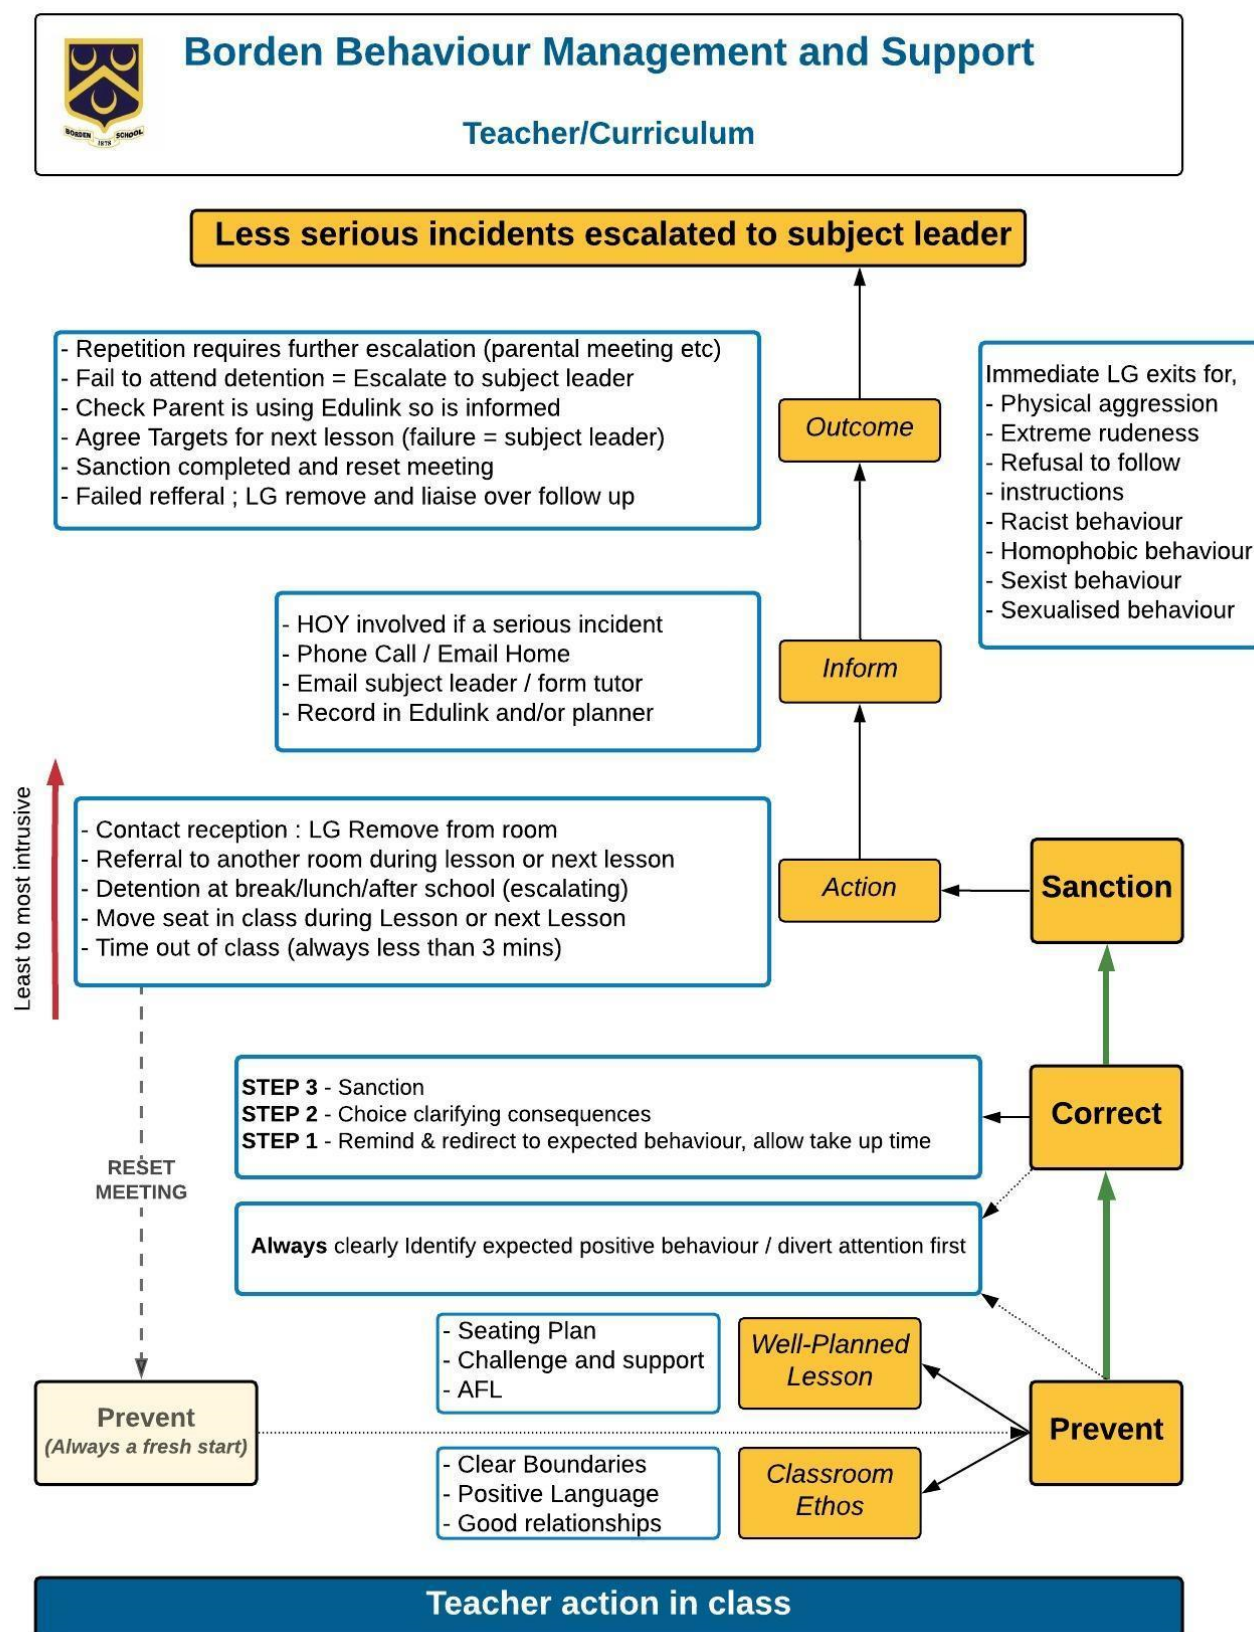 Borden Behaviour Management and Support
BORDEN SCHOOL
1878
Teacher/Curriculum
Less serious incidents escalated to subject leader
- Repetition requires further escalation (parental meeting etc)
- Fail to attend detention = Escalate to subject leader
- Check Parent is using Edulink so is informed
- Agree Targets for next lesson (failure = subject leader)
- Sanction completed and reset meeting
- Failed refferal ; LG remove and liaise over follow up
Outcome
Immediate LG exits for,
- Physical aggression
- Extreme rudeness
- Refusal to follow
- instructions
- Racist behaviour
- Homophobic behaviour
- Sexist behaviour
- Sexualised behaviour
- HOY involved if a serious incident
- Phone Call / Email Home
- Email subject leader / form tutor
- Record in Edulink and/or planner
Inform
Least to most intrusive
- Contact reception : LG Remove from room
- Referral to another room during lesson or next lesson
- Detention at break/lunch/after school (escalating)
- Move seat in class during Lesson or next Lesson
- Time out of class (always less than 3 mins)
Action
Sanction
STEP 3 - Sanction
STEP 2 - Choice clarifying consequences
STEP 1 - Remind & redirect to expected behaviour, allow take up time
Correct
RESET
MEETING
Always clearly Identify expected positive behaviour / divert attention first
- Seating Plan
- Challenge and support
- AFL
Well-Planned
Lesson
Prevent
(Always a fresh start)
Prevent
- Clear Boundaries
- Positive Language
- Good relationships
Classroom
Ethos
Teacher action in class